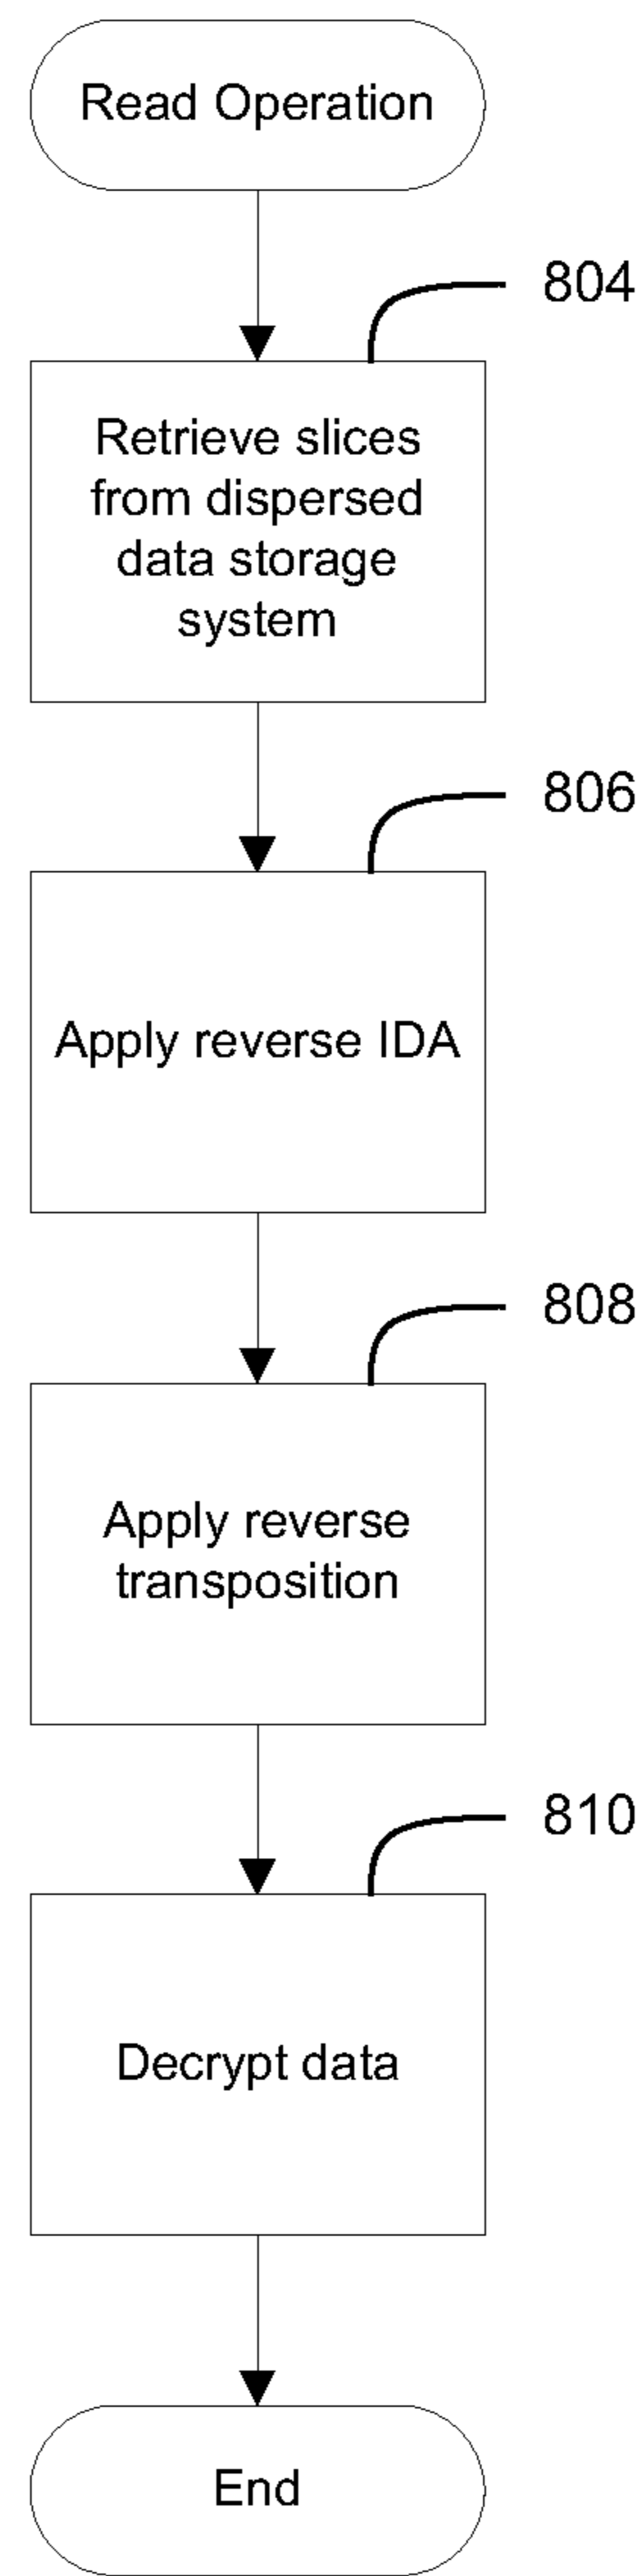 Read Operation
804
Retrieve slices
from dispersed
data storage
system
806
Apply reverse IDA
808
Apply reverse
transposition
810
Decrypt data
End